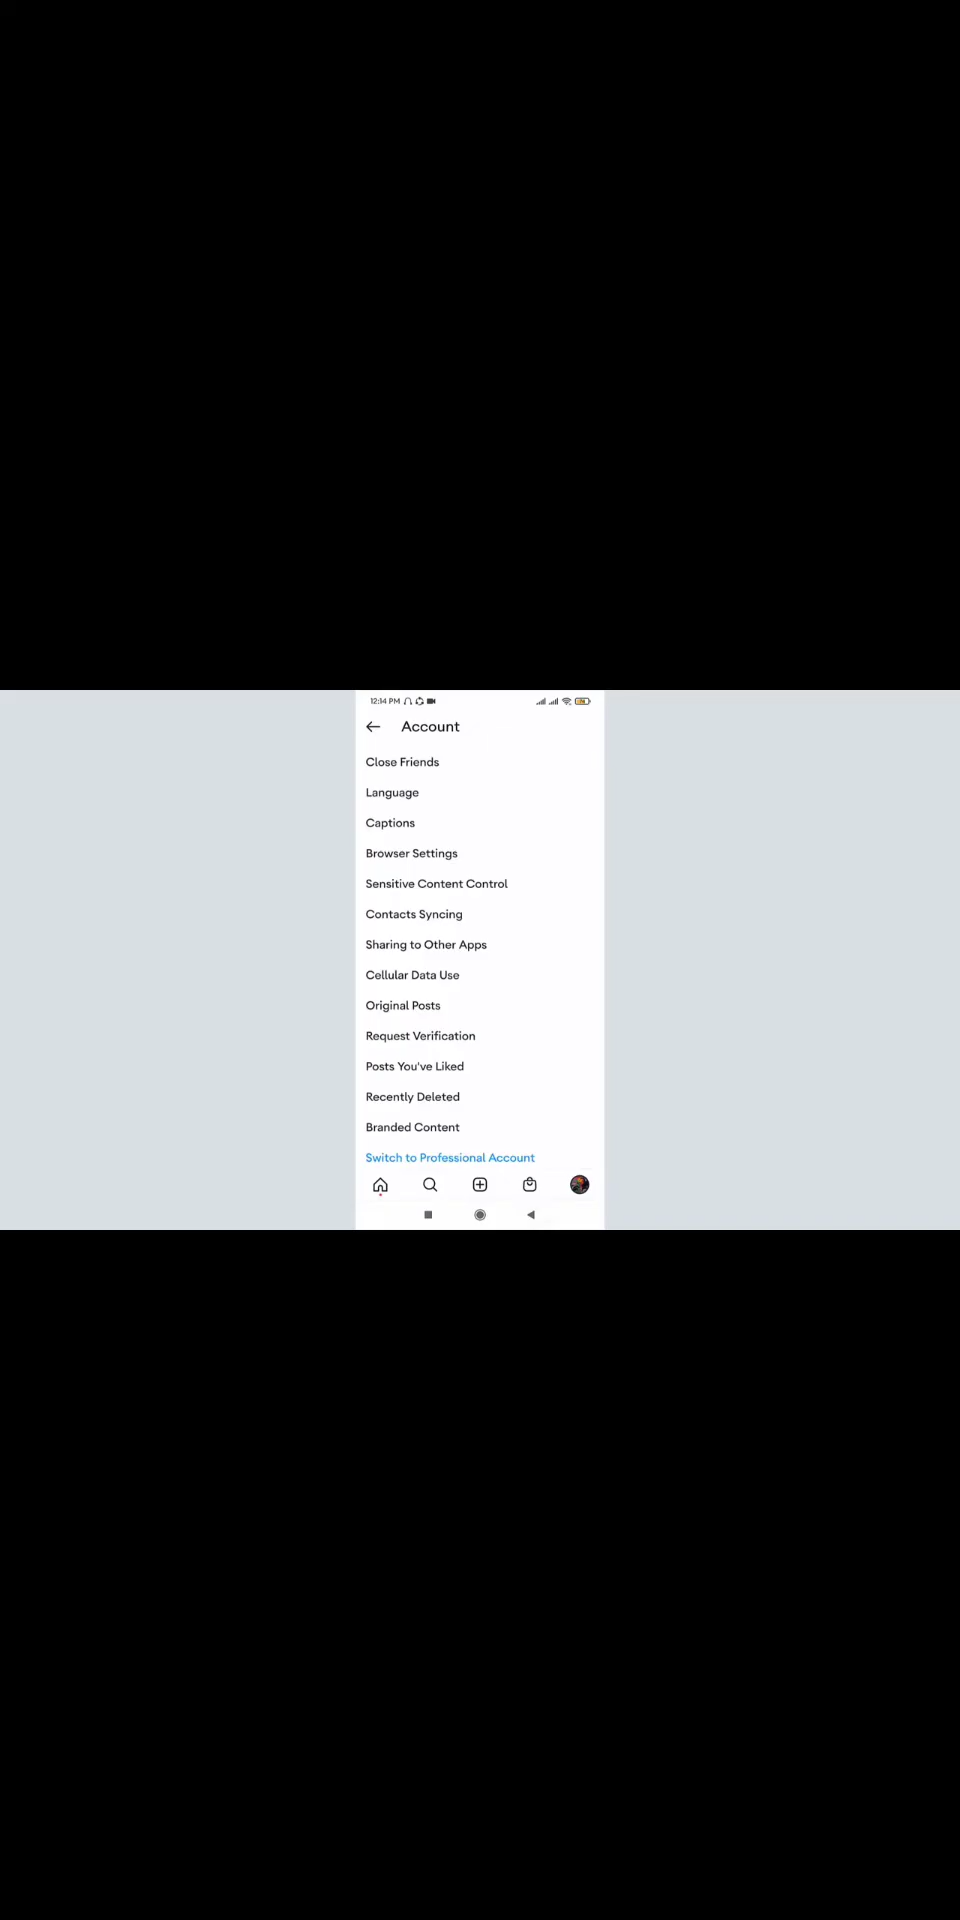 12:14 PM
Account
Close Friends
Language
Captions
Browser Settings
Sensitive Content Control
Contacts Syncing
Sharing to Other Apps
Cellular Data Use
Original Posts
Request Verification
Posts You've Liked
Recently Deleted
Branded Content
Switch to Professional Account